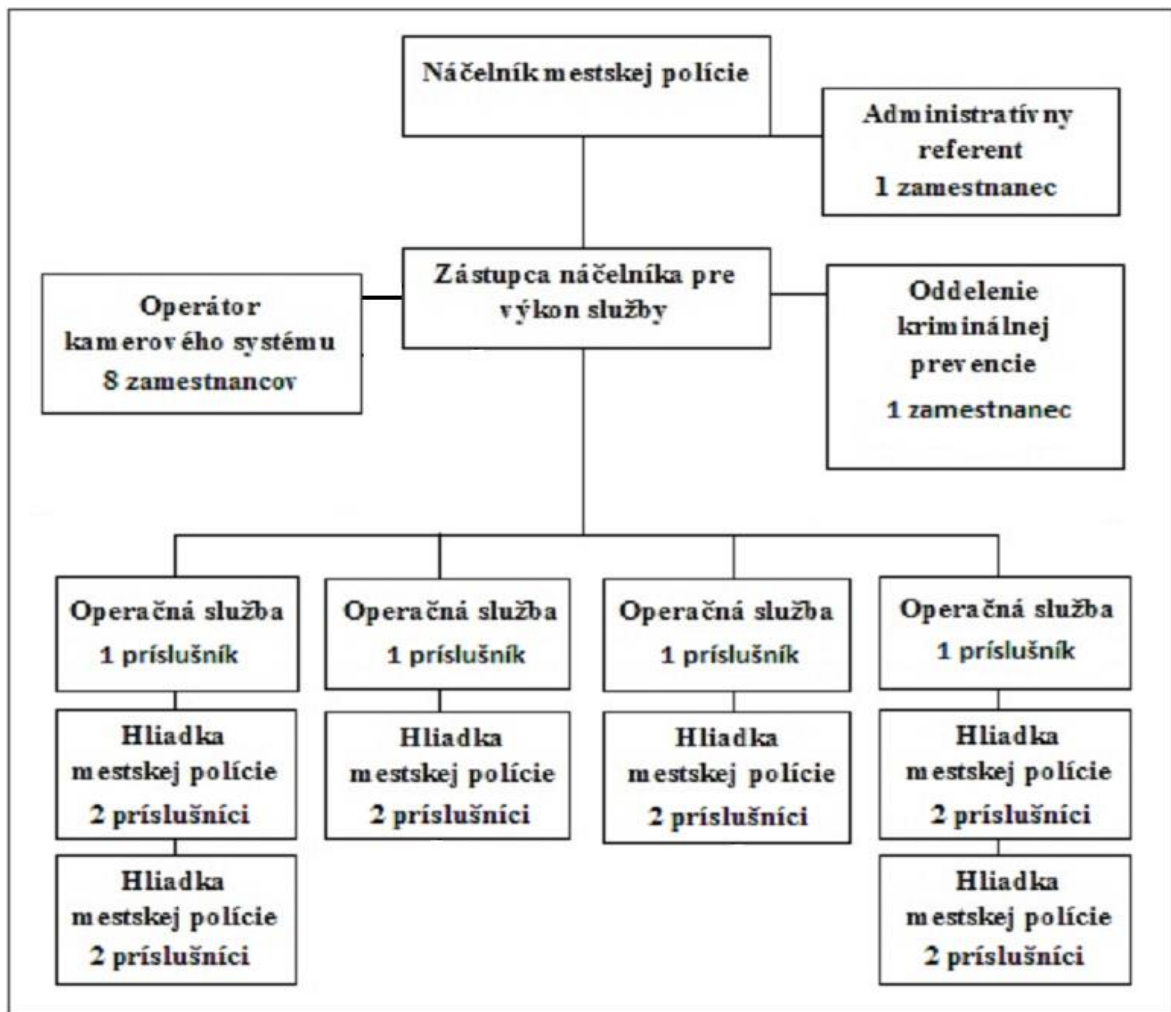 Náčelník mestskej polície
Administratívny
referent
1 zamestnanec
Zástupca náčelníka pre
výkon služby
Operátor
kamerového systému
8 zamestnancov
Oddelenie
kriminálnej
prevencie
1 zamestnanec
Operačná služba
1 príslušník
Hliadka
mestskej polície
2 príslušníci
Hliadka
mestskej polície
2 príslušníci
Operačná služba
1 príslušník
Hliadka
mestskej polície
2 príslušníci
Operačná služba
1 príslušník
Hliadka
mestskej polície
2 príslušníci
Operačná služba
1 príslušník
Hliadka
mestskej polície
2 príslušníci
Hliadka
mestskej polície
2 príslušníci